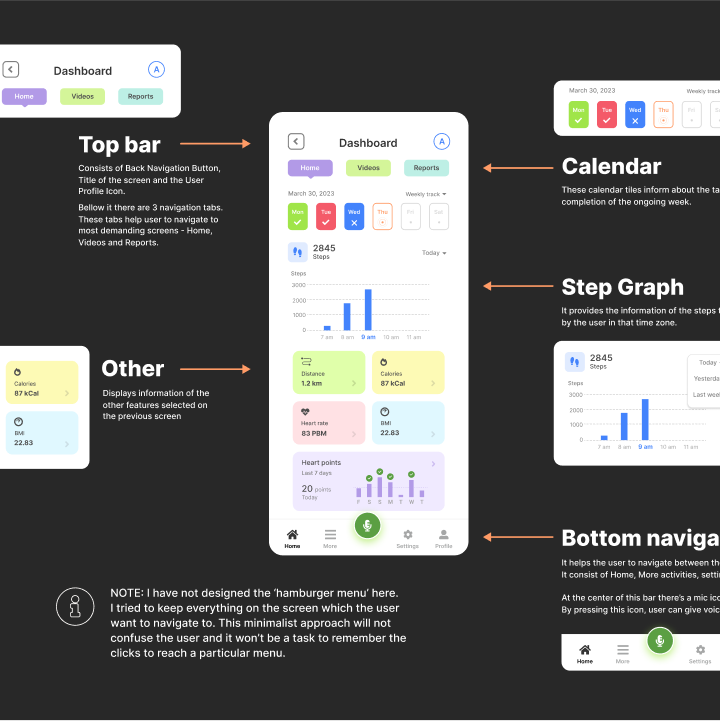 Dashboard
A
Home
Videos
Reports
Top bar
Consists of Back Navigation Button,
Title of the screen and the User
Profile Icon.
Bellow it there are 3 navigation tabs.
These tabs help user to navigate to
most demanding screens - Home,
Videos and Reports.
Calories
87 kCal
BMI
22.83
Other
Displays information of the
other features selected on
the previous screen
Dashboard
A
Home
Videos
Reports
March 30, 2023
Weekly track
Mon
Tue
Wed
Thu
Fri
Sat
2845
Steps
Today
Steps
3000
2000
1000
0
7 am
8 am
9 am
10 am
11 am
Distance
1.2 km
Calories
87 kCal
Heart rate
83 PBM
BMI
22.83
Heart points
Last 7 days
20 points
Today
F S S M T W T
Home
More
Settings
Profile
March 30, 2023
Weekly track
Mon
Tue
Wed
Thu
Fri
Calendar
These calendar tiles inform about the ta
completion of the ongoing week.
Step Graph
It provides the information of the steps
by the user in that time zone.
2845
Steps
Today
Yesterda
Last wee
Steps
3000
2000
1000
0
7 am
8 am
9 am
10 am
11 am
Bottom naviga
It helps the user to navigate between th
It consist of Home, More activities, setti
At the center of this bar there's a mic ico
By pressing this icon, user can give voic
Home
More
Settings
NOTE: I have not designed the 'hamburger menu' here.
I tried to keep everything on the screen which the user
want to navigate to. This minimalist approach will not
confuse the user and it won't be a task to remember the
clicks to reach a particular menu.